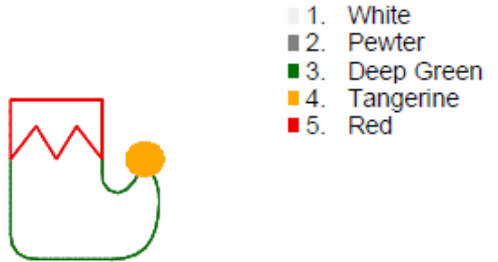 1. White
2. Pewter
3. Deep Green
4. Tangerine
5. Red